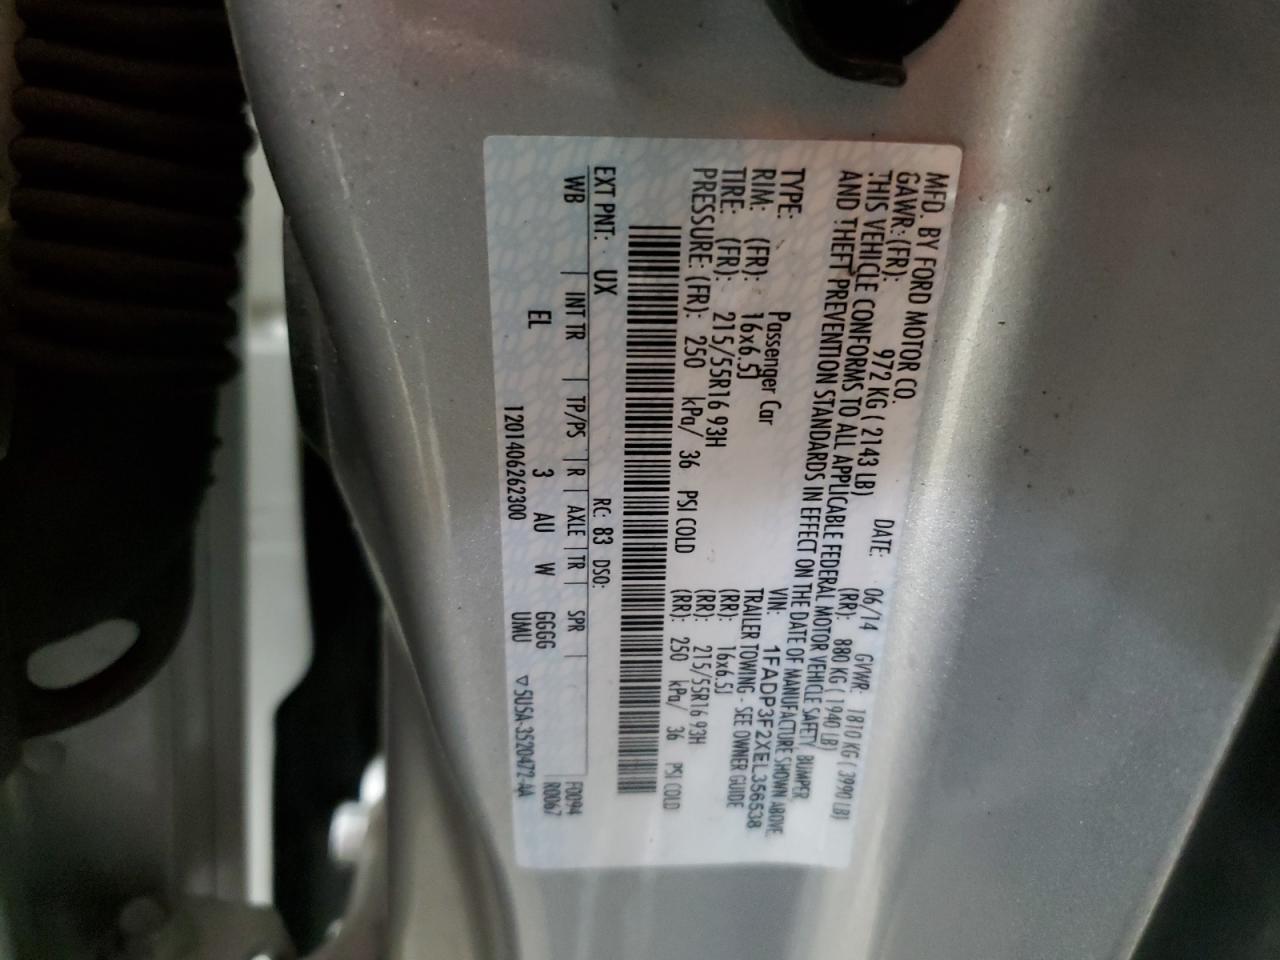 MFD. BY FORD MOTOR CO. DATE: 06/14 GVWR: 1810 KG ( 3990 LB)
GAWR: (FR): 972 KG ( 2143 LB) (RR): 880 KG ( 1940 LB)
THIS VEHICLE CONFORMS TO ALL APPLICABLE FEDERAL MOTOR VEHICLE SAFETY, BUMPER
AND THEFT PREVENTION STANDARDS IN EFFECT ON THE DATE OF MANUFACTURE SHOWN ABOVE.
VIN: 1FADP3F2XEL356538
TYPE: Passenger Car TRAILER TOWING - SEE OWNER GUIDE
RIM: (FR): 16x6.5J (RR): 16x6.5J
TIRE: (FR): 215/55R16 93H (RR): 215/55R16 93H
PRESSURE: (FR): 250 kPa/ 36 PSI COLD (RR): 250 kPa/ 36 PSI COLD
EXT PNT: UX RC: 83 DSO:
WB | INT TR | TP/PS | R | AXLE | TR | SPR | F0094
EL 3 AU W GGGG R0067
1201406262300 UMU ▽5U5A-3520472-AA